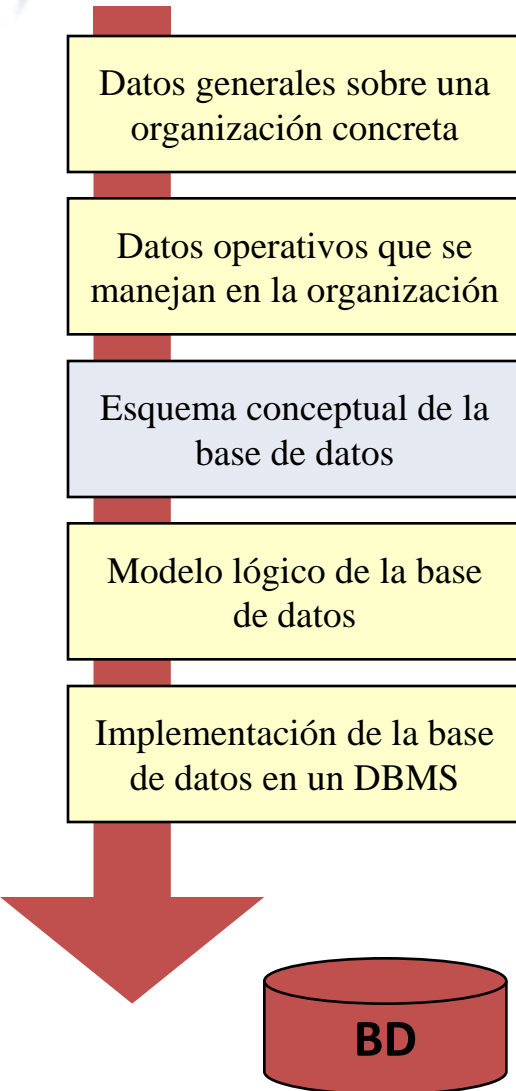 Datos generales sobre una
organización concreta
Datos operativos que se
manejan en la organización
Esquema conceptual de la
base de datos
Modelo lógico de la base
de datos
Implementación de la base
de datos en un DBMS
BD